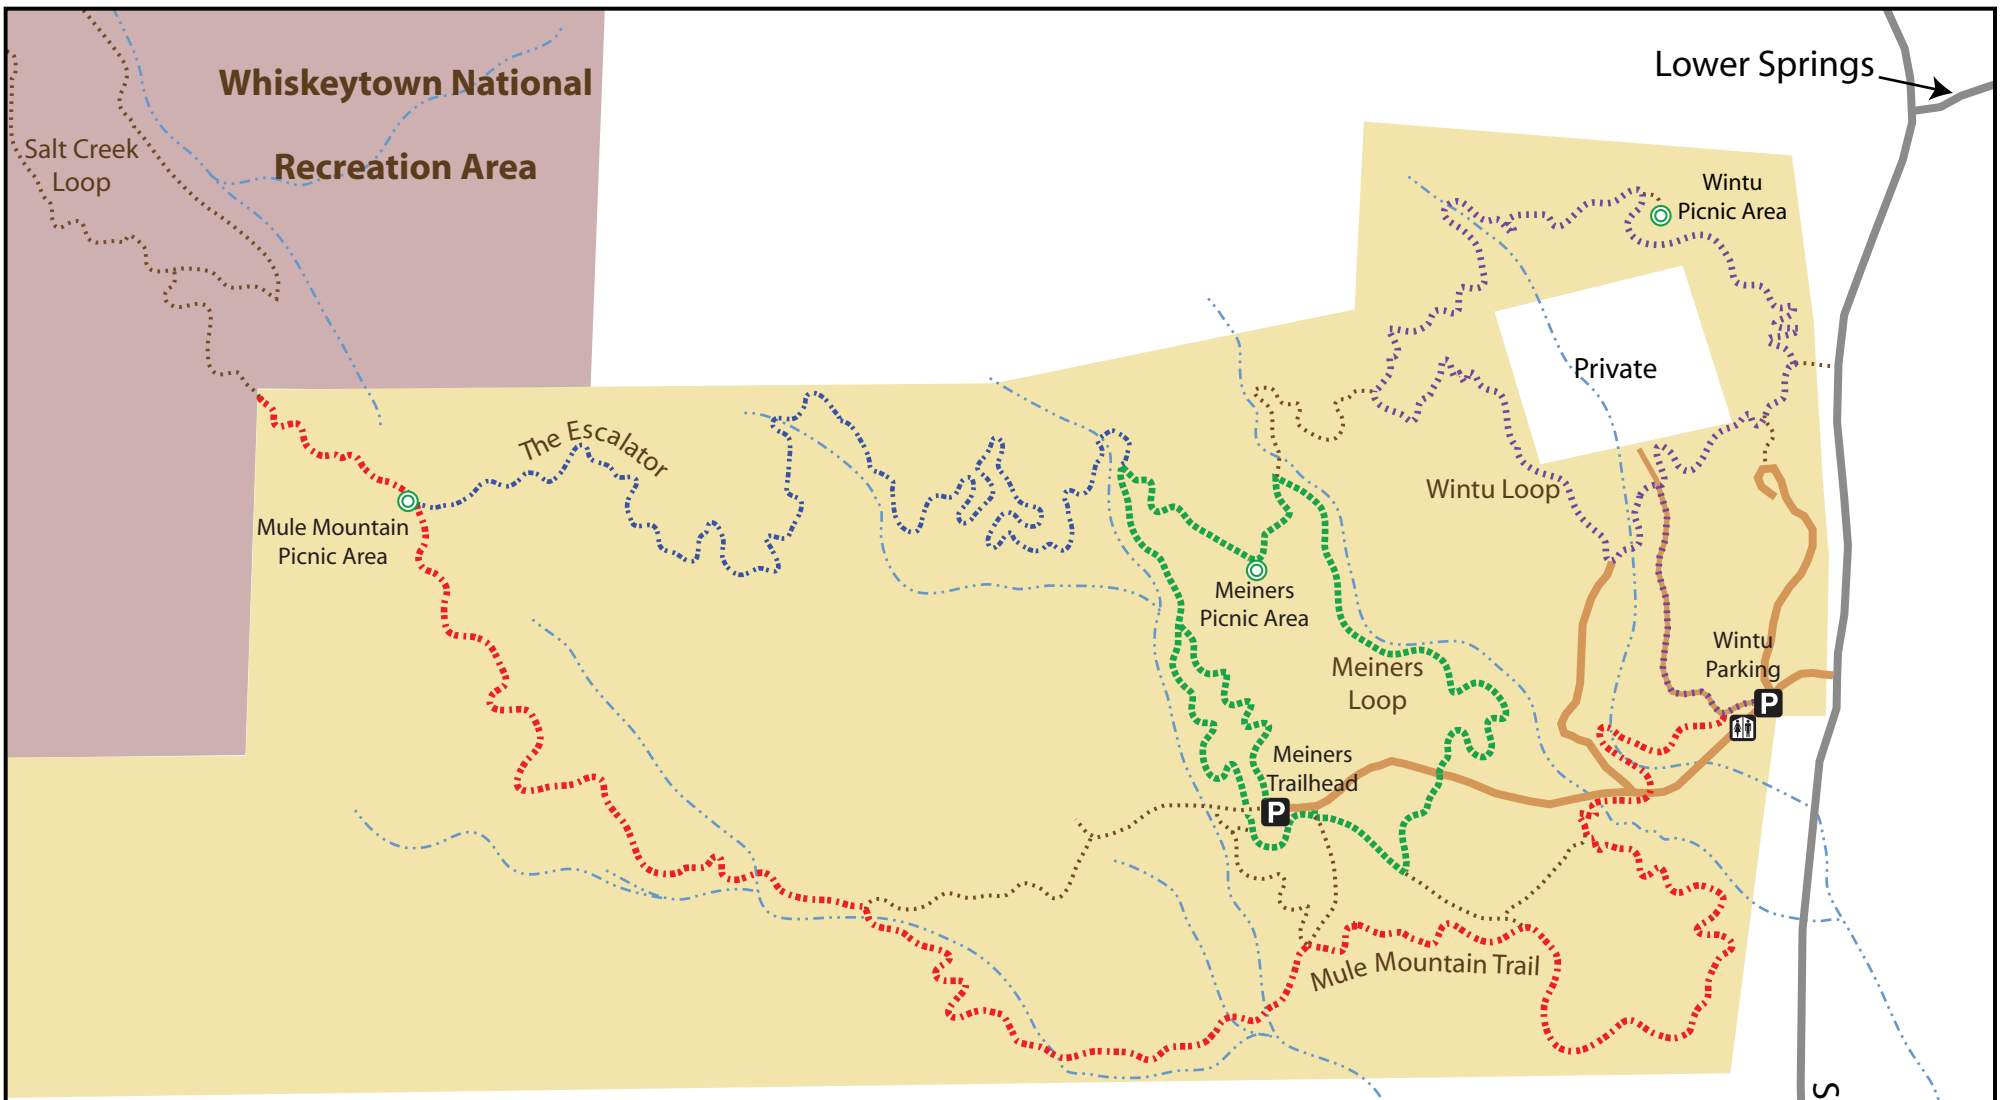 Whiskeytown National
Recreation Area
Lower Springs
Salt Creek
Loop
Wintu
Picnic Area
Private
The Escalator
Wintu Loop
Mule Mountain
Picnic Area
Meiners
Picnic Area
Wintu
Parking
P
Meiners
Loop
Meiners
Trailhead
P
Mule Mountain Trail
S